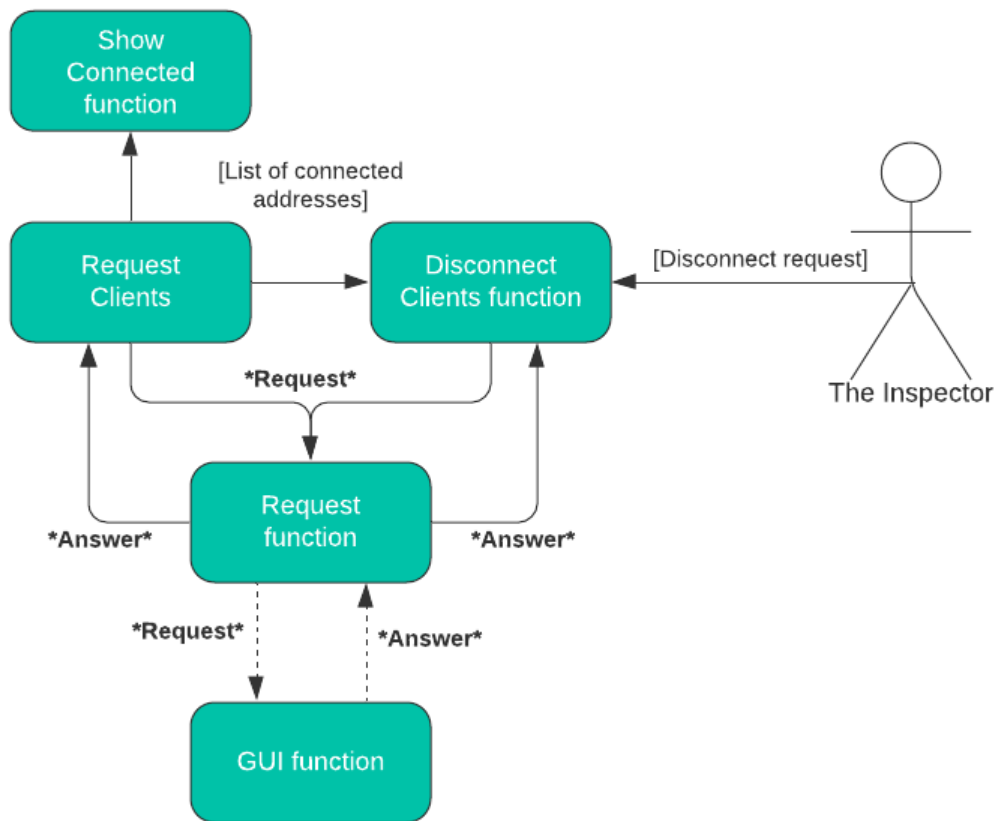 Show
Connected
function
[List of connected
addresses]
Request
Clients
Disconnect
Clients function
[Disconnect request]
The Inspector
*Request*
Request
function
*Answer*
*Answer*
*Request*
*Answer*
GUI function